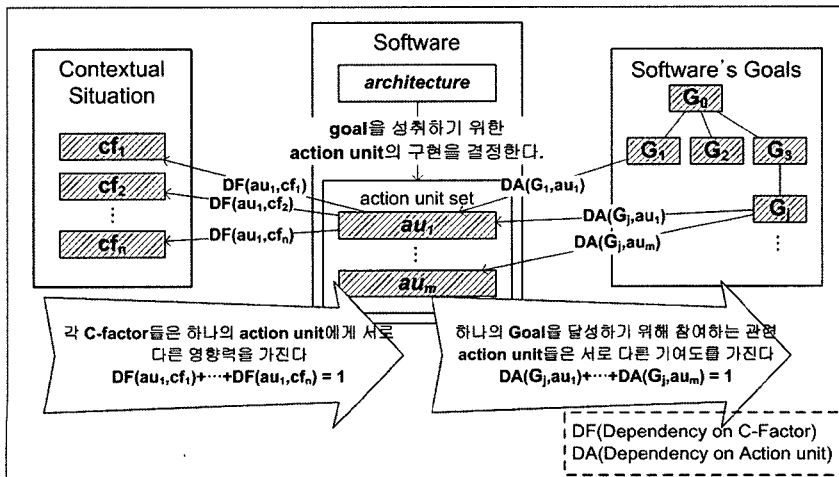 Contextual
Situation
cf₁
cf₂
⋮
cfₙ
Software
architecture
goal을 성취하기 위한
action unit의 구현을 결정한다.
DF(au₁,cf₁)
DF(au₁,cf₂)
DF(au₁,cfₙ)
action unit set
au₁
⋮
auₘ
DA(G₁,au₁)
DA(Gⱼ,au₁)
DA(Gⱼ,auₘ)
Software's Goals
G₀
G₁ G₂ G₃
Gⱼ
⋮
각 C-factor들은 하나의 action unit에게 서로
다른 영향력을 가진다
DF(au₁,cf₁)+⋯+DF(au₁,cfₙ) = 1
하나의 Goal을 달성하기 위해 참여하는 관련
action unit들은 서로 다른 기여도를 가진다
DA(Gⱼ,au₁)+⋯+DA(Gⱼ,auₘ) = 1
DF(Dependency on C-Factor)
DA(Dependency on Action unit)